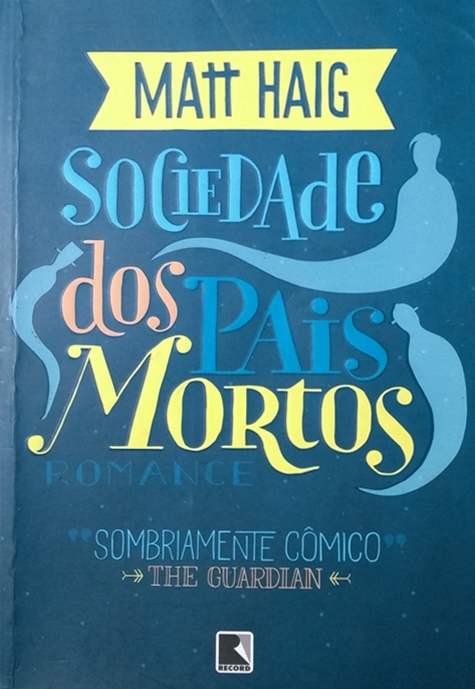 MATT HAIG
SOCIEDADE
dos PAIS
MORTOS
ROMANCE
"SOMBRIAMENTE CÔMICO"
THE GUARDIAN
R
RECORD